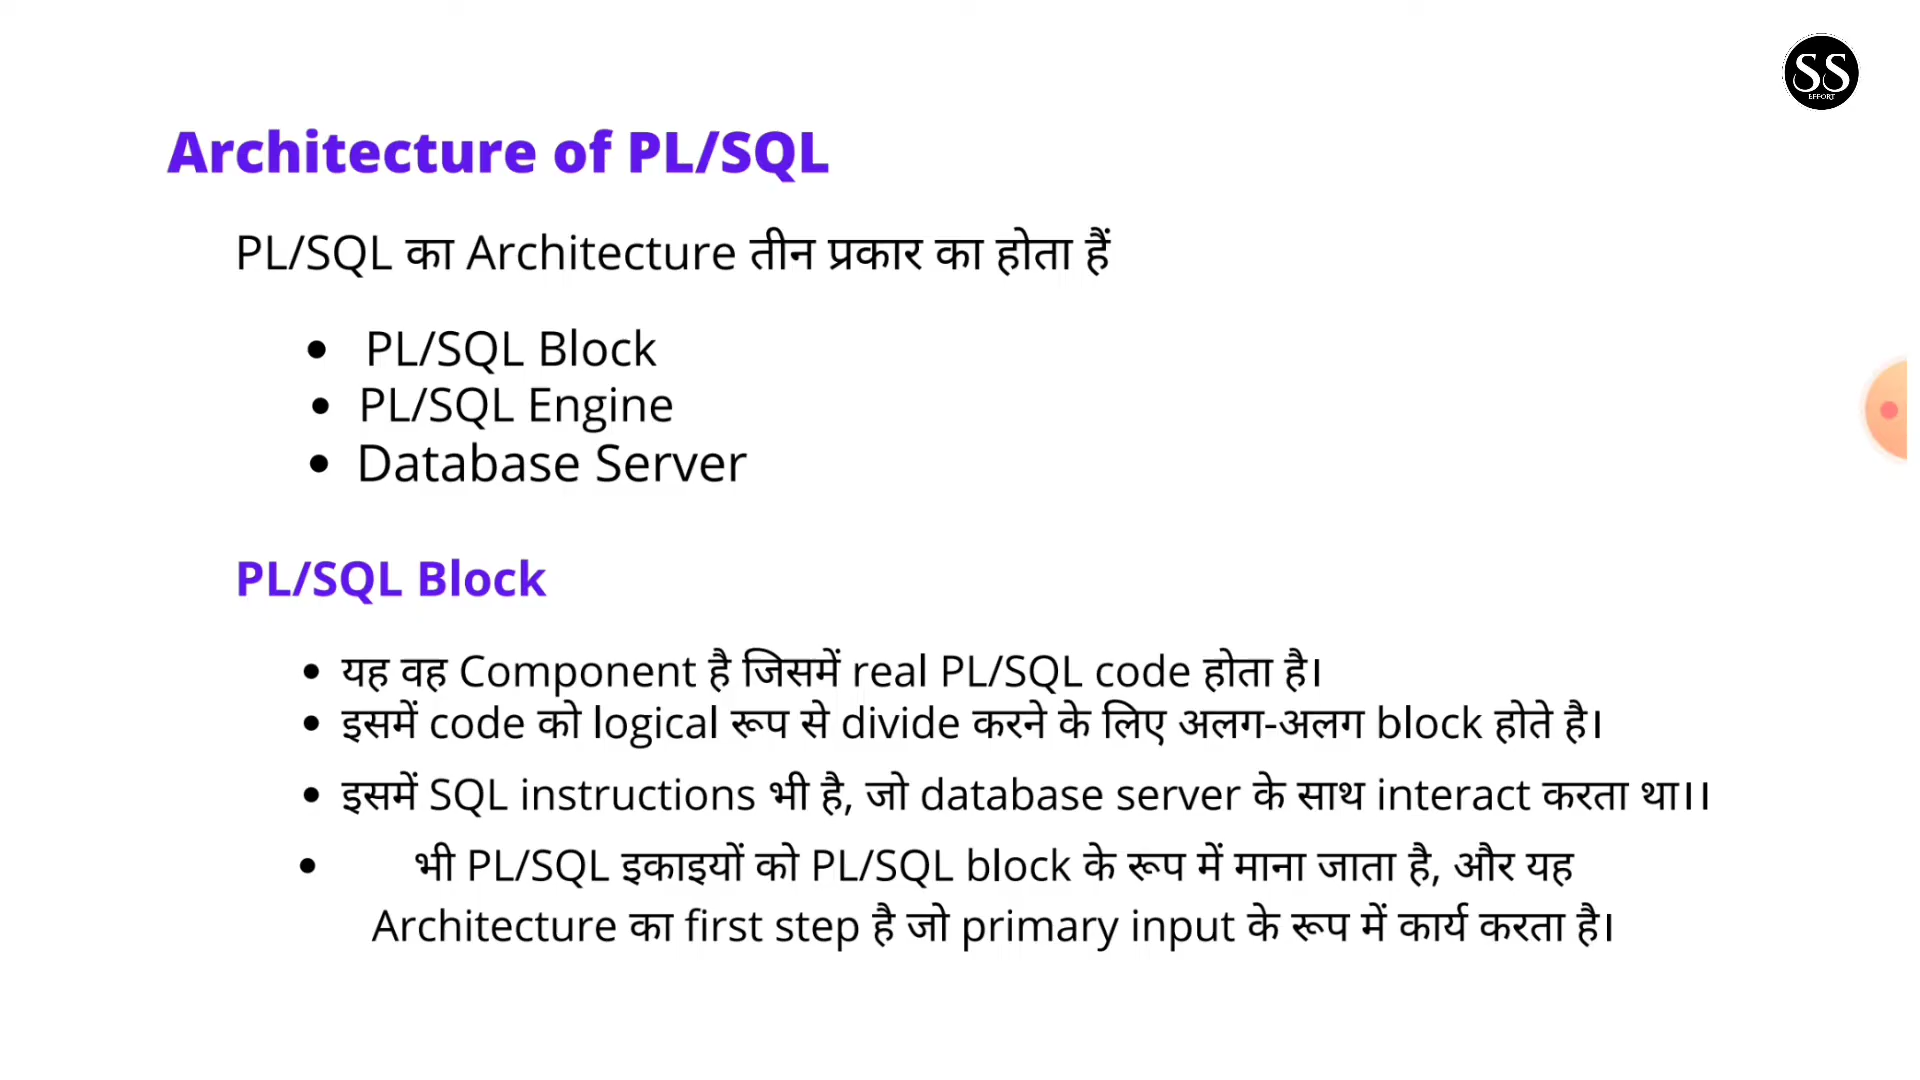 SS
EFFORT
Architecture of PL/SQL
PL/SQL का Architecture तीन प्रकार का होता हैं
• PL/SQL Block
• PL/SQL Engine
• Database Server
PL/SQL Block
• यह वह Component है जिसमें real PL/SQL code होता है।
• इसमें code को logical रूप से divide करने के लिए अलग-अलग block होते है।
• इसमें SQL instructions भी है, जो database server के साथ interact करता था।।
• भी PL/SQL इकाइयों को PL/SQL block के रूप में माना जाता है, और यह
Architecture का first step है जो primary input के रूप में कार्य करता है।